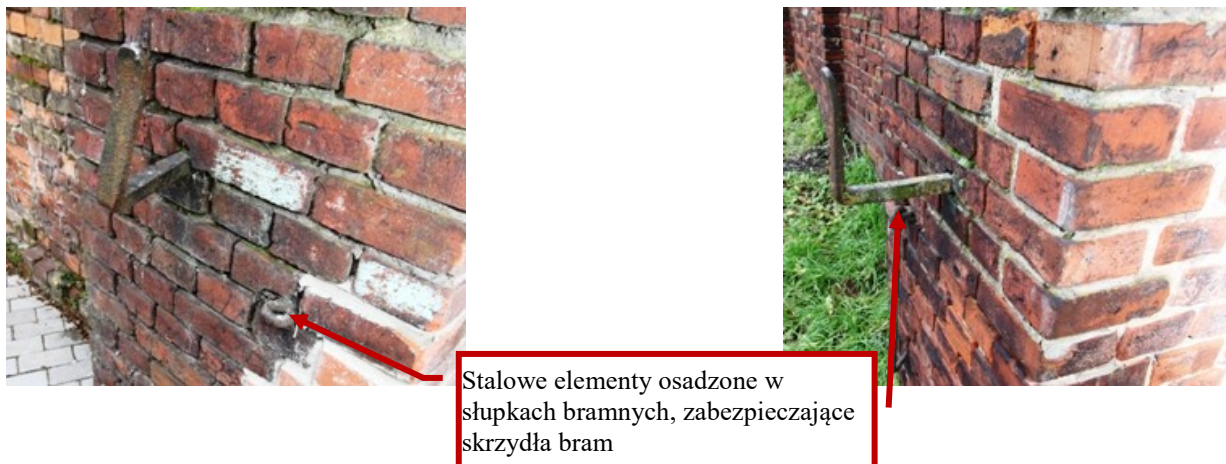 Stalowe elementy osadzone w
słupkach bramnych, zabezpieczające
skrzydła bram